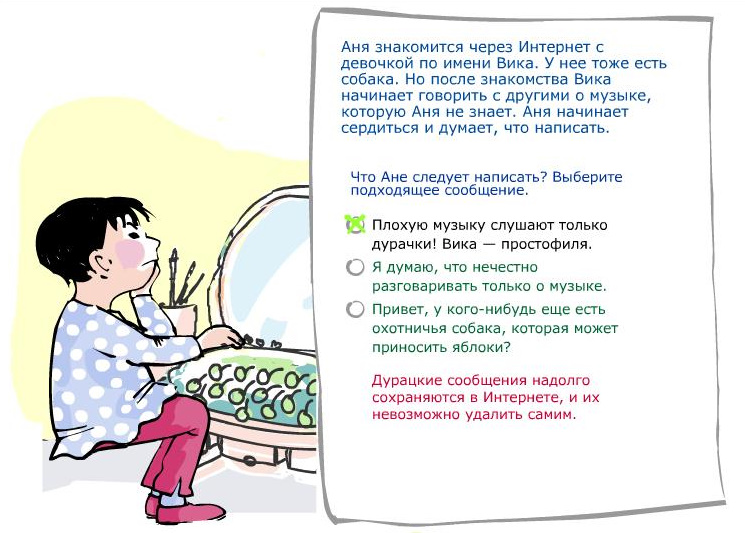 Аня знакомится через Интернет с
девочкой по имени Вика. У нее тоже есть
собака. Но после знакомства Вика
начинает говорить с другими о музыке,
которую Аня не знает. Аня начинает
сердиться и думает, что написать.
Что Ане следует написать? Выберите
подходящее сообщение.
Плохую музыку слушают только
дурачки! Вика — простофиля.
Я думаю, что нечестно
разговаривать только о музыке.
Привет, у кого-нибудь еще есть
охотничья собака, которая может
приносить яблоки?
Дурацкие сообщения надолго
сохраняются в Интернете, и их
невозможно удалить самим.